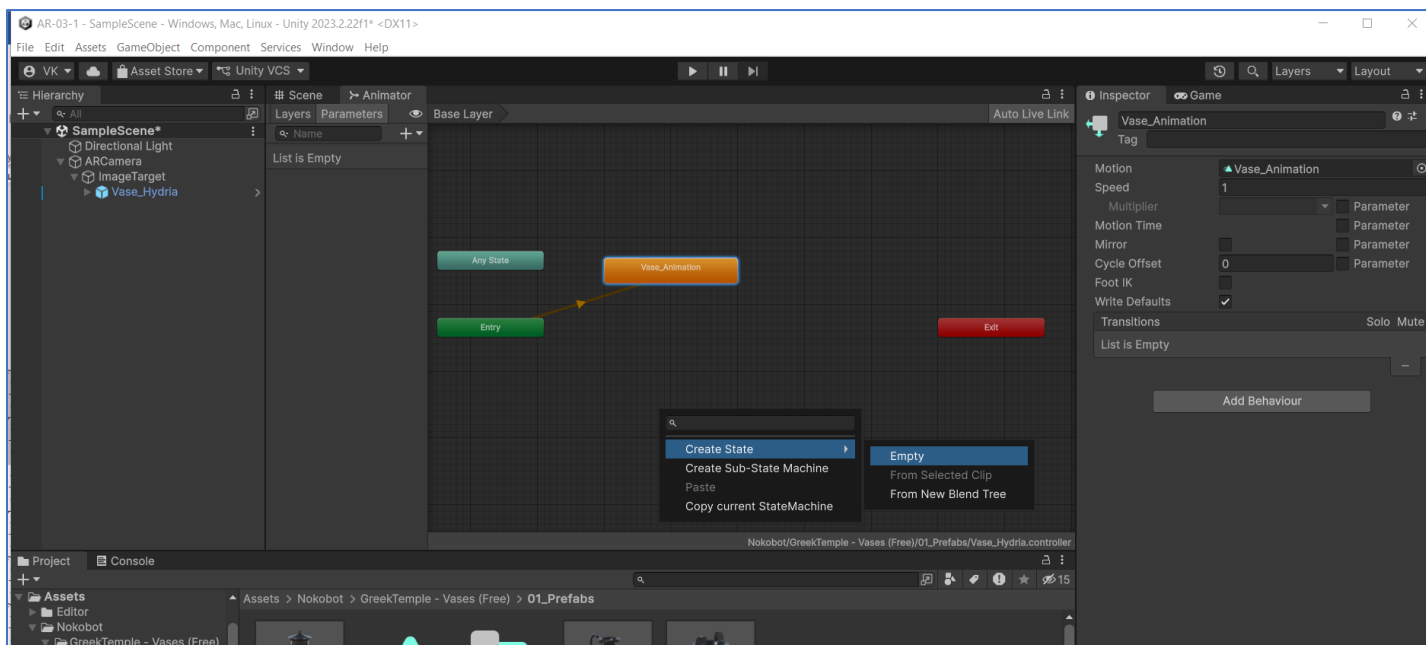 AR-03-1 - SampleScene - Windows, Mac, Linux - Unity 2023.2.22f1* <DX11>
File Edit Assets GameObject Component Services Window Help
VK Asset Store Unity VCS Layers Layout
Hierarchy
All
SampleScene*
Directional Light
ARCamera
ImageTarget
Vase_Hydria
Scene Animator
Layers Parameters Base Layer Auto Live Link
Name
List is Empty
Any State
Vase_Animation
Entry
Exit
Create State
Create Sub-State Machine
Paste
Copy current StateMachine
Empty
From Selected Clip
From New Blend Tree
Nokobot/GreekTemple - Vases (Free)/01_Prefabs/Vase_Hydria.controller
Inspector Game
Vase_Animation
Tag
Motion Vase_Animation
Speed 1
Multiplier Parameter
Motion Time Parameter
Mirror Parameter
Cycle Offset 0 Parameter
Foot IK
Write Defaults
Transitions Solo Mute
List is Empty
Add Behaviour
Project Console
15
Assets
Editor
Nokobot
GreekTemple - Vases (Free)
Assets > Nokobot > GreekTemple - Vases (Free) > 01_Prefabs